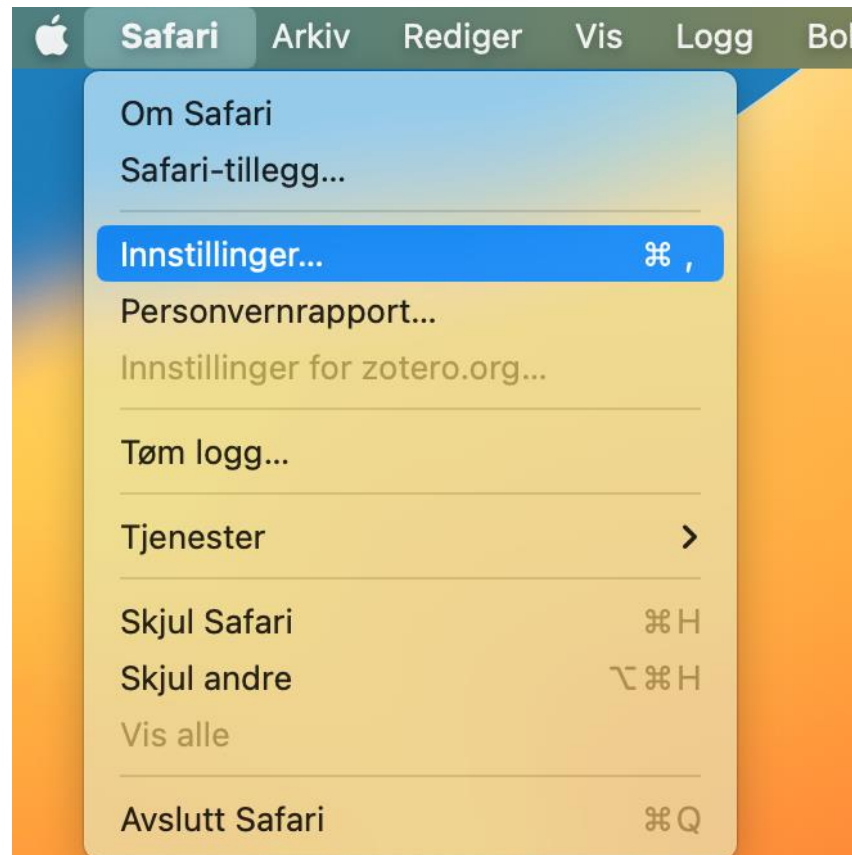 Safari Arkiv Rediger Vis Logg
Om Safari
Safari-tillegg...
Innstillinger... ⌘ ,
Personvernrapport...
Innstillinger for zotero.org...
Tøm logg...
Tjenester
Skjul Safari ⌘H
Skjul andre ⌥⌘H
Vis alle
Avslutt Safari ⌘Q